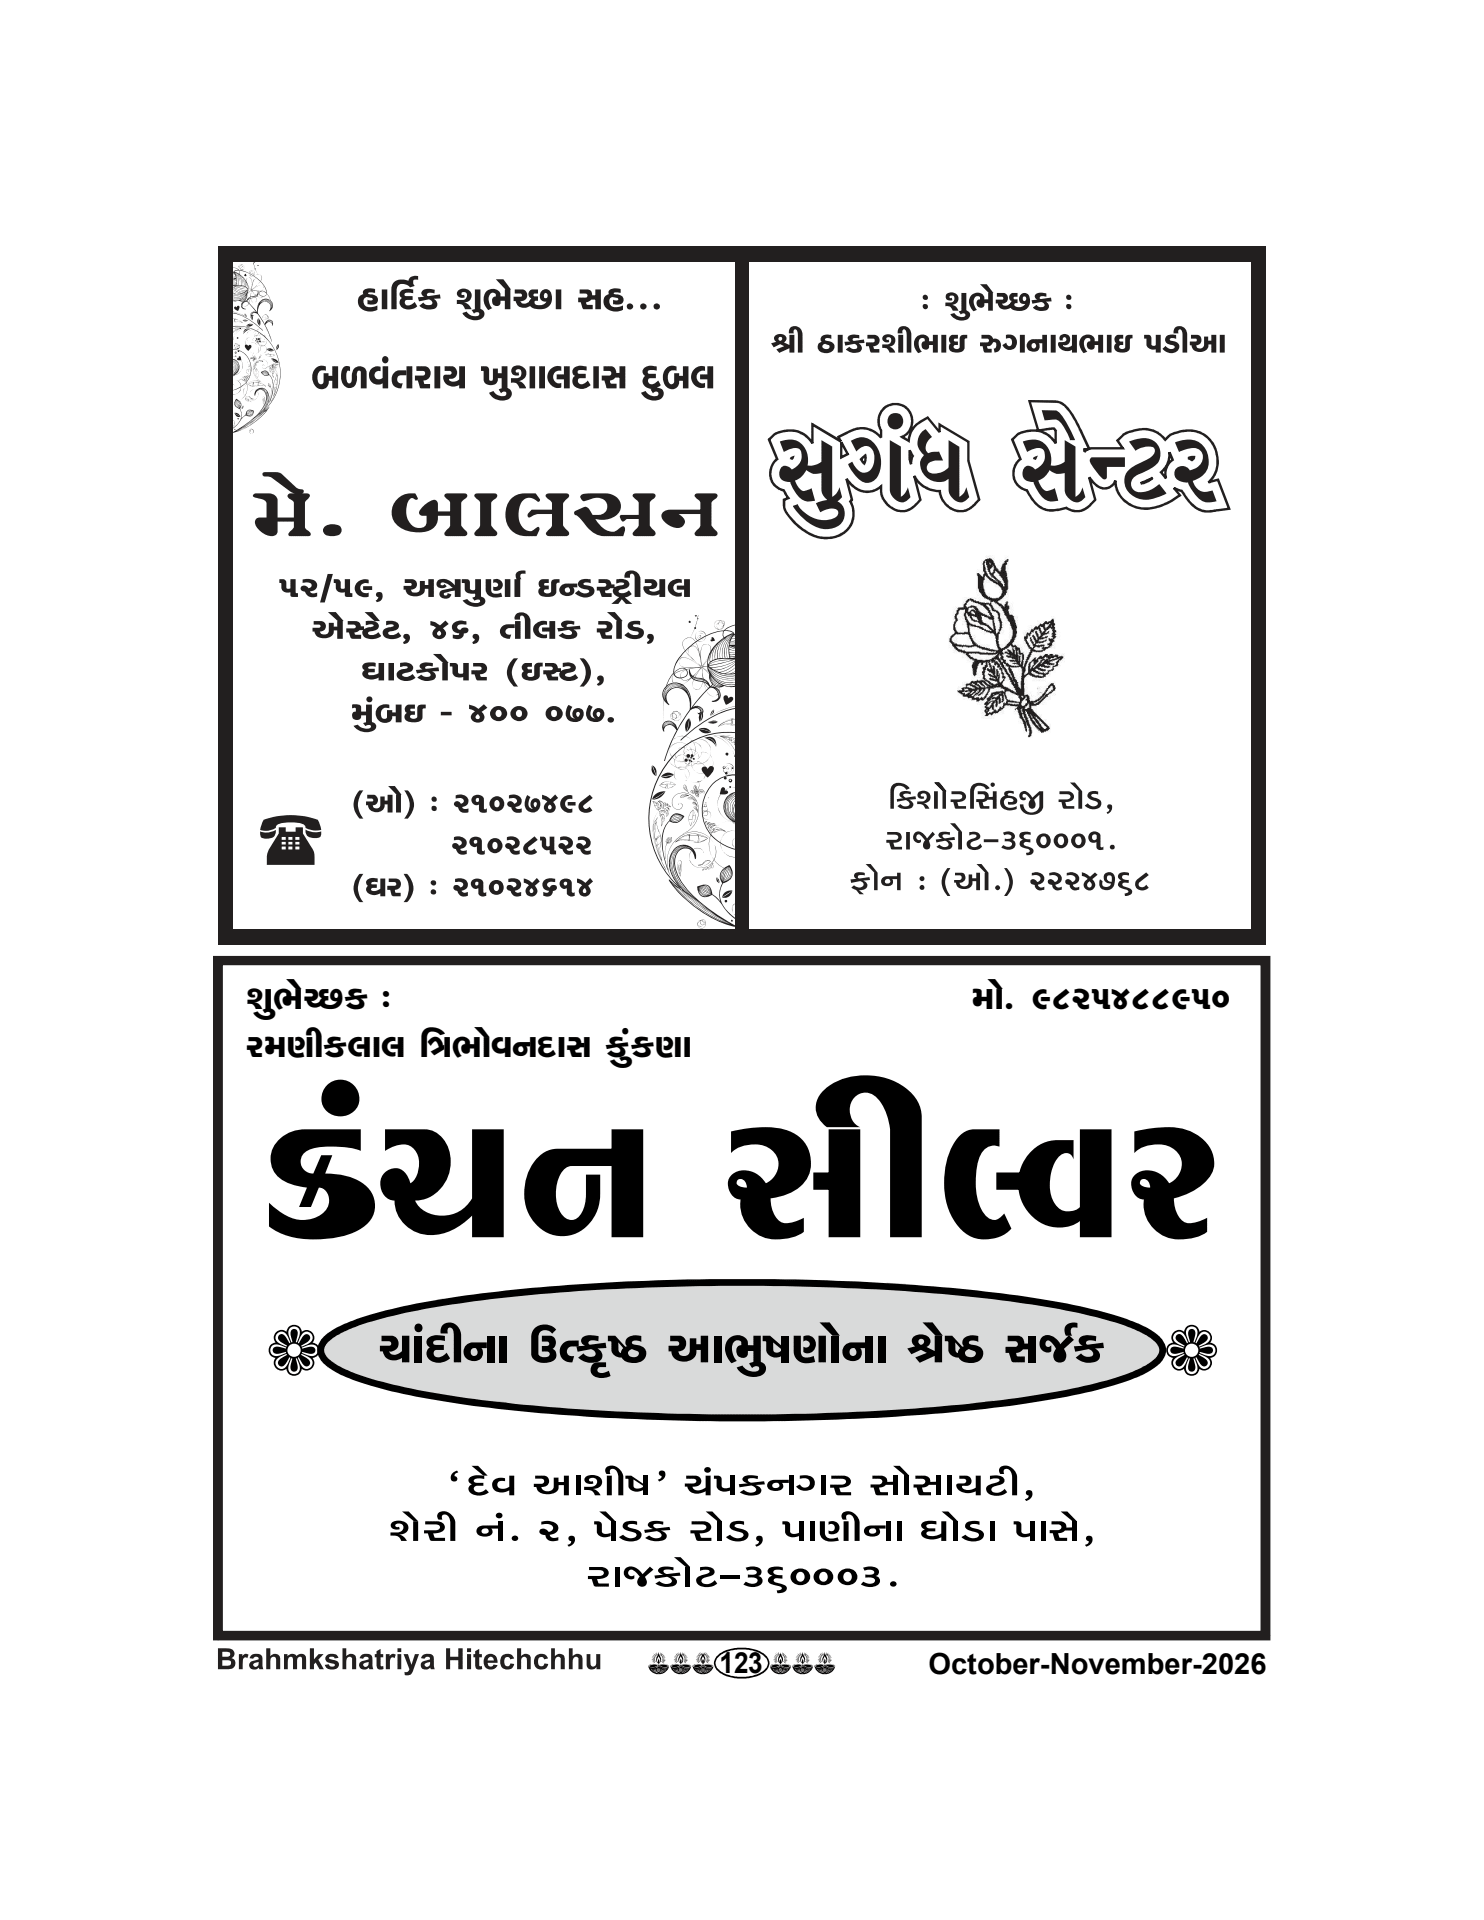 હાર્દિક શુભેચ્છા સહ...
બળવંતરાય ખુશાલદાસ દુબલ
મે. બાલસન
૫૨/૫૯, અન્નપુર્ણા ઇન્ડસ્ટ્રીયલ
એસ્ટેટ, ૪૬, તીલક રોડ,
ઘાટકોપર (ઇસ્ટ),
મુંબઇ - ૪૦૦ ૦૭૭.
(ઓ) : ૨૧૦૨૭૪૯૮
૨૧૦૨૮૫૨૨
(ઘર) : ૨૧૦૨૪૬૧૪
: શુભેચ્છક :
શ્રી ઠાકરશીભાઇ રુગનાથભાઇ પડીઆ
સુગંધ સેન્ટર
કિશોરસિંહજી રોડ,
રાજકોટ–૩૬૦૦૦૧.
ફોન : (ઓ.) ૨૨૨૪૭૬૮
શુભેચ્છક :
મો. ૯૮૨૫૪૮૮૯૫૦
રમણીકલાલ ત્રિભોવનદાસ કુંકણા
કંચન સીલ્વર
ચાંદીના ઉત્કૃષ્ઠ આભુષણોના શ્રેષ્ઠ સર્જક
‘દેવ આશીષ’ ચંપકનગર સોસાયટી,
શેરી નં. ૨, પેડક રોડ, પાણીના ઘોડા પાસે,
રાજકોટ–૩૬૦૦૦૩.
Brahmkshatriya Hitechchhu
123
October-November-2026